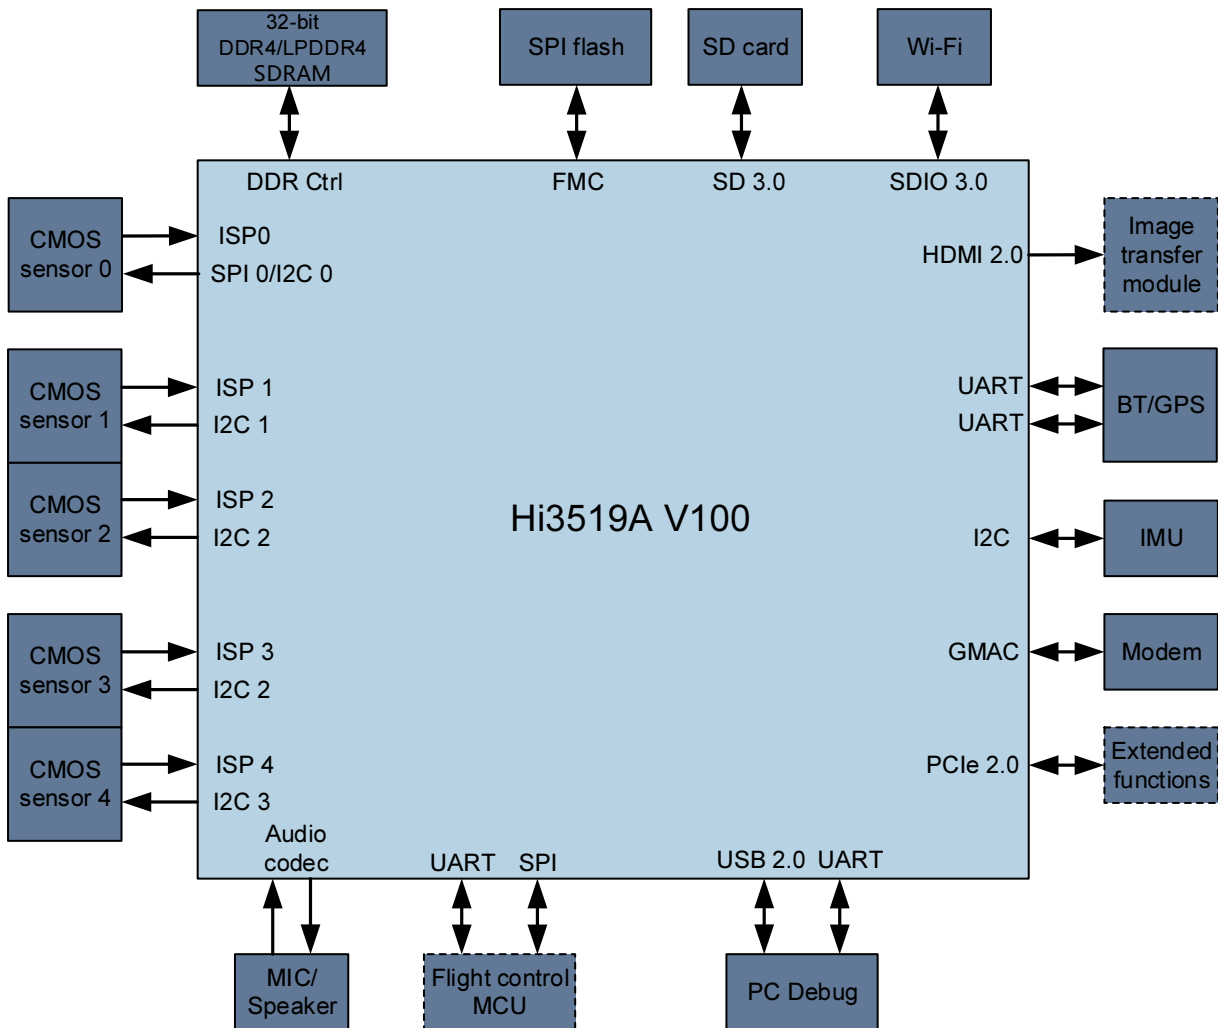 32-bit
DDR4/LPDDR4
SDRAM
SPI flash
SD card
Wi-Fi
DDR Ctrl
FMC
SD 3.0
SDIO 3.0
CMOS
sensor 0
ISP0
SPI 0/I2C 0
HDMI 2.0
Image
transfer
module
CMOS
sensor 1
ISP 1
I2C 1
UART
UART
BT/GPS
CMOS
sensor 2
ISP 2
I2C 2
Hi3519A V100
I2C
IMU
CMOS
sensor 3
ISP 3
I2C 2
GMAC
Modem
CMOS
sensor 4
ISP 4
I2C 3
PCIe 2.0
Extended
functions
Audio
codec
UART
SPI
USB 2.0
UART
MIC/
Speaker
Flight control
MCU
PC Debug